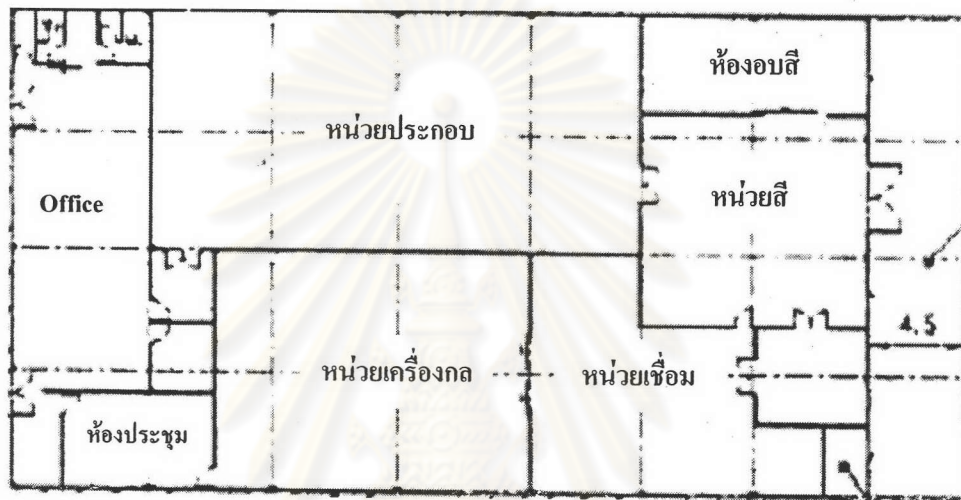 ห้องอบสี
หน่วยประกอบ
หน่วยสี
Office
4.5
หน่วยเครื่องกล
หน่วยเชื่อม
ห้องประชุม